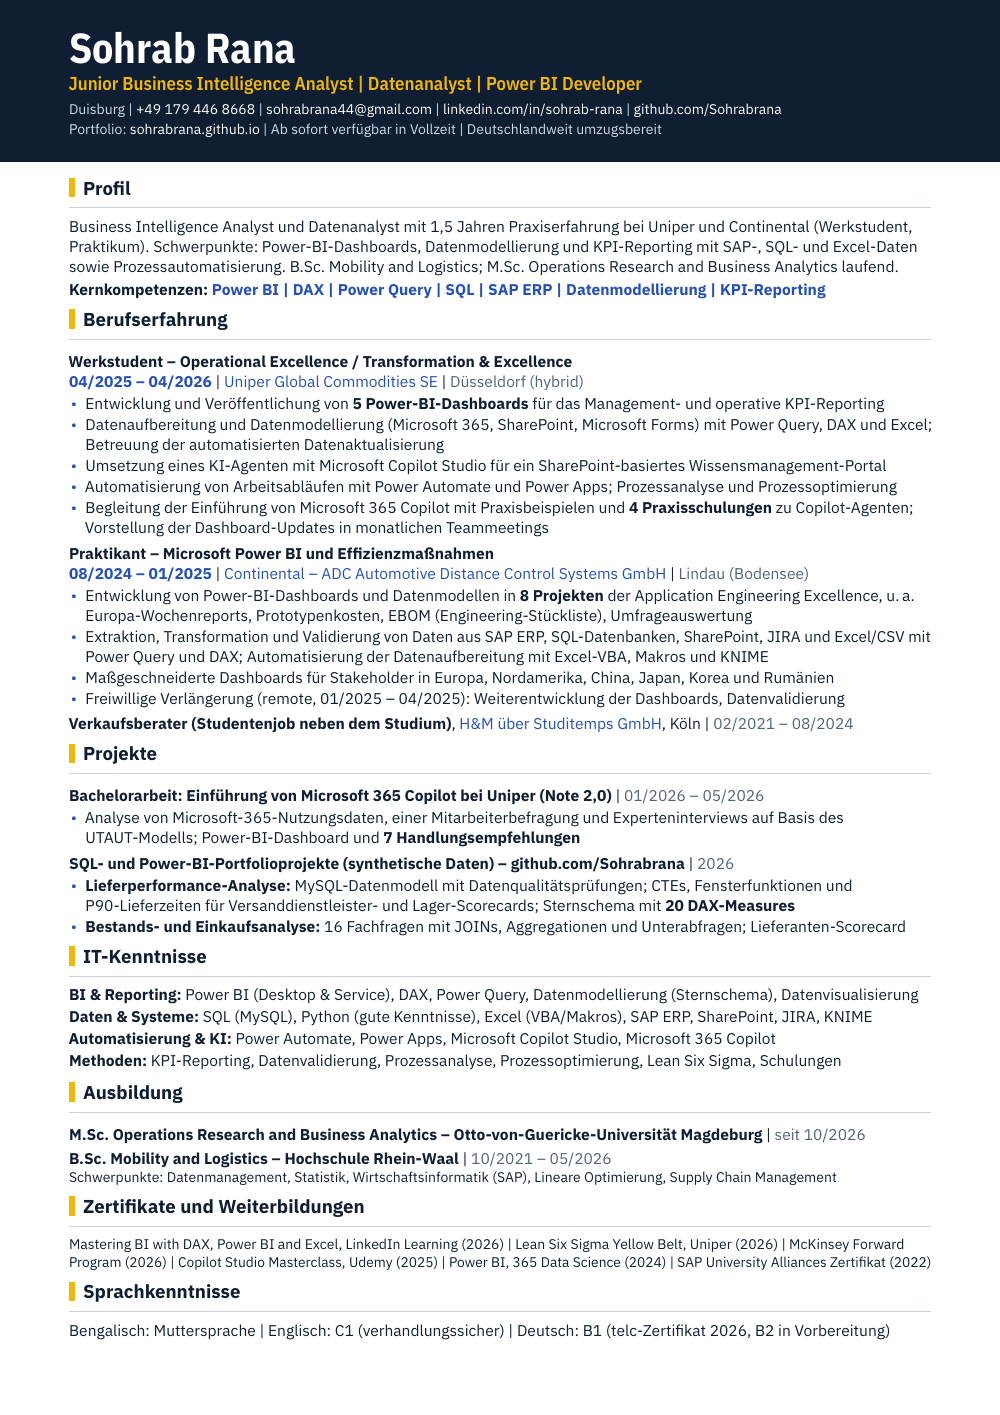 Sohrab Rana
Junior Business Intelligence Analyst | Datenanalyst | Power BI Developer
Duisburg | +49 179 446 8668 | sohrabrana44@gmail.com | linkedin.com/in/sohrab-rana | github.com/Sohrabrana
Portfolio: sohrabrana.github.io | Ab sofort verfügbar in Vollzeit | Deutschlandweit umzugsbereit
Profil
Business Intelligence Analyst und Datenanalyst mit 1,5 Jahren Praxiserfahrung bei Uniper und Continental (Werkstudent,
Praktikum). Schwerpunkte: Power-BI-Dashboards, Datenmodellierung und KPI-Reporting mit SAP-, SQL- und Excel-Daten
sowie Prozessautomatisierung. B.Sc. Mobility and Logistics; M.Sc. Operations Research and Business Analytics laufend.
Kernkompetenzen: Power BI | DAX | Power Query | SQL | SAP ERP | Datenmodellierung | KPI-Reporting
Berufserfahrung
Werkstudent – Operational Excellence / Transformation & Excellence
04/2025 – 04/2026 | Uniper Global Commodities SE | Düsseldorf (hybrid)
• Entwicklung und Veröffentlichung von 5 Power-BI-Dashboards für das Management- und operative KPI-Reporting
• Datenaufbereitung und Datenmodellierung (Microsoft 365, SharePoint, Microsoft Forms) mit Power Query, DAX und Excel;
Betreuung der automatisierten Datenaktualisierung
• Umsetzung eines KI-Agenten mit Microsoft Copilot Studio für ein SharePoint-basiertes Wissensmanagement-Portal
• Automatisierung von Arbeitsabläufen mit Power Automate und Power Apps; Prozessanalyse und Prozessoptimierung
• Begleitung der Einführung von Microsoft 365 Copilot mit Praxisbeispielen und 4 Praxisschulungen zu Copilot-Agenten;
Vorstellung der Dashboard-Updates in monatlichen Teammeetings
Praktikant – Microsoft Power BI und Effizienzmaßnahmen
08/2024 – 01/2025 | Continental – ADC Automotive Distance Control Systems GmbH | Lindau (Bodensee)
• Entwicklung von Power-BI-Dashboards und Datenmodellen in 8 Projekten der Application Engineering Excellence, u. a.
Europa-Wochenreports, Prototypenkosten, EBOM (Engineering-Stückliste), Umfrageauswertung
• Extraktion, Transformation und Validierung von Daten aus SAP ERP, SQL-Datenbanken, SharePoint, JIRA und Excel/CSV mit
Power Query und DAX; Automatisierung der Datenaufbereitung mit Excel-VBA, Makros und KNIME
• Maßgeschneiderte Dashboards für Stakeholder in Europa, Nordamerika, China, Japan, Korea und Rumänien
• Freiwillige Verlängerung (remote, 01/2025 – 04/2025): Weiterentwicklung der Dashboards, Datenvalidierung
Verkaufsberater (Studentenjob neben dem Studium), H&M über Studitemps GmbH, Köln | 02/2021 – 08/2024
Projekte
Bachelorarbeit: Einführung von Microsoft 365 Copilot bei Uniper (Note 2,0) | 01/2026 – 05/2026
• Analyse von Microsoft-365-Nutzungsdaten, einer Mitarbeiterbefragung und Experteninterviews auf Basis des
UTAUT-Modells; Power-BI-Dashboard und 7 Handlungsempfehlungen
SQL- und Power-BI-Portfolioprojekte (synthetische Daten) – github.com/Sohrabrana | 2026
• Lieferperformance-Analyse: MySQL-Datenmodell mit Datenqualitätsprüfungen; CTEs, Fensterfunktionen und
P90-Lieferzeiten für Versanddienstleister- und Lager-Scorecards; Sternschema mit 20 DAX-Measures
• Bestands- und Einkaufsanalyse: 16 Fachfragen mit JOINs, Aggregationen und Unterabfragen; Lieferanten-Scorecard
IT-Kenntnisse
BI & Reporting: Power BI (Desktop & Service), DAX, Power Query, Datenmodellierung (Sternschema), Datenvisualisierung
Daten & Systeme: SQL (MySQL), Python (gute Kenntnisse), Excel (VBA/Makros), SAP ERP, SharePoint, JIRA, KNIME
Automatisierung & KI: Power Automate, Power Apps, Microsoft Copilot Studio, Microsoft 365 Copilot
Methoden: KPI-Reporting, Datenvalidierung, Prozessanalyse, Prozessoptimierung, Lean Six Sigma, Schulungen
Ausbildung
M.Sc. Operations Research and Business Analytics – Otto-von-Guericke-Universität Magdeburg | seit 10/2026
B.Sc. Mobility and Logistics – Hochschule Rhein-Waal | 10/2021 – 05/2026
Schwerpunkte: Datenmanagement, Statistik, Wirtschaftsinformatik (SAP), Lineare Optimierung, Supply Chain Management
Zertifikate und Weiterbildungen
Mastering BI with DAX, Power BI and Excel, LinkedIn Learning (2026) | Lean Six Sigma Yellow Belt, Uniper (2026) | McKinsey Forward
Program (2026) | Copilot Studio Masterclass, Udemy (2025) | Power BI, 365 Data Science (2024) | SAP University Alliances Zertifikat (2022)
Sprachkenntnisse
Bengalisch: Muttersprache | Englisch: C1 (verhandlungssicher) | Deutsch: B1 (telc-Zertifikat 2026, B2 in Vorbereitung)